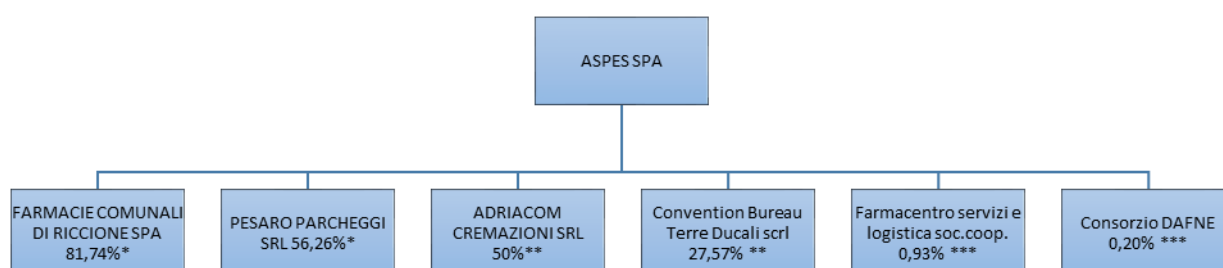 ASPES SPA
FARMACIE COMUNALI
DI RICCIONE SPA
81,74%*
PESARO PARCHEGGI
SRL 56,26%*
ADRIACOM
CREMAZIONI SRL
50%**
Convention Bureau
Terre Ducali scrl
27,57% **
Farmacentro servizi e
logistica soc.coop.
0,93% ***
Consorzio DAFNE
0,20% ***